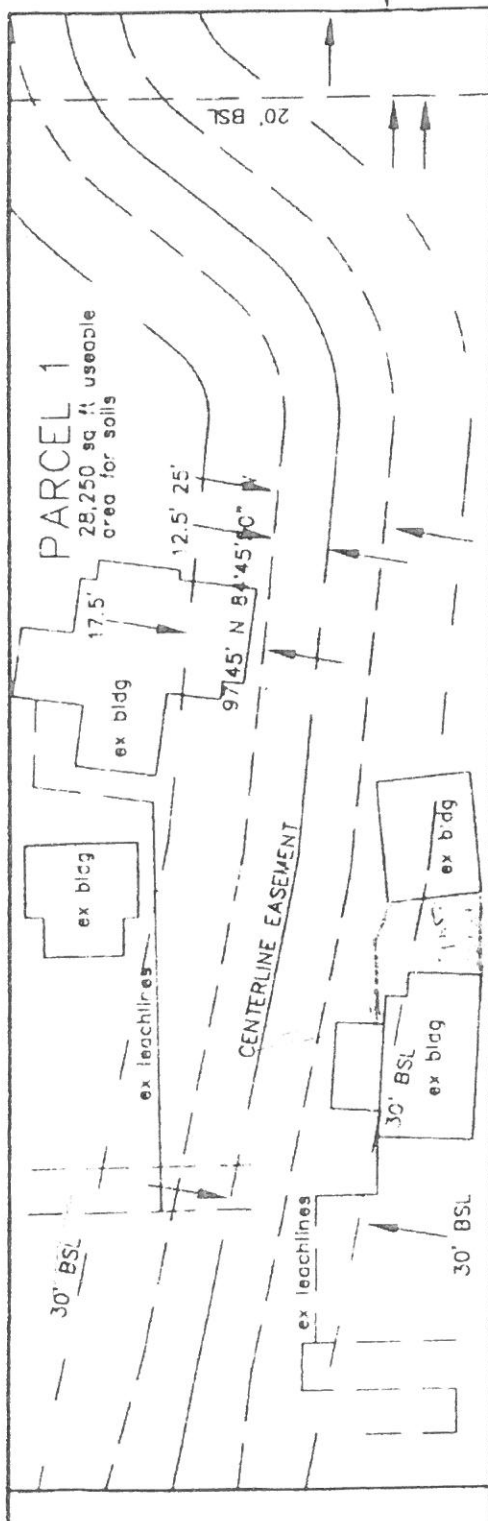 20' BSL
PARCEL 1
28,250 sq ft useable
area for soils
12.5' 25'
17.5'
97.45' N 84°45'50" W
ex bldg
ex bldg
ex leachlines
CENTERLINE EASEMENT
30' BSL
ex bldg
ex bldg
30' BSL
ex leachlines
30' BSL